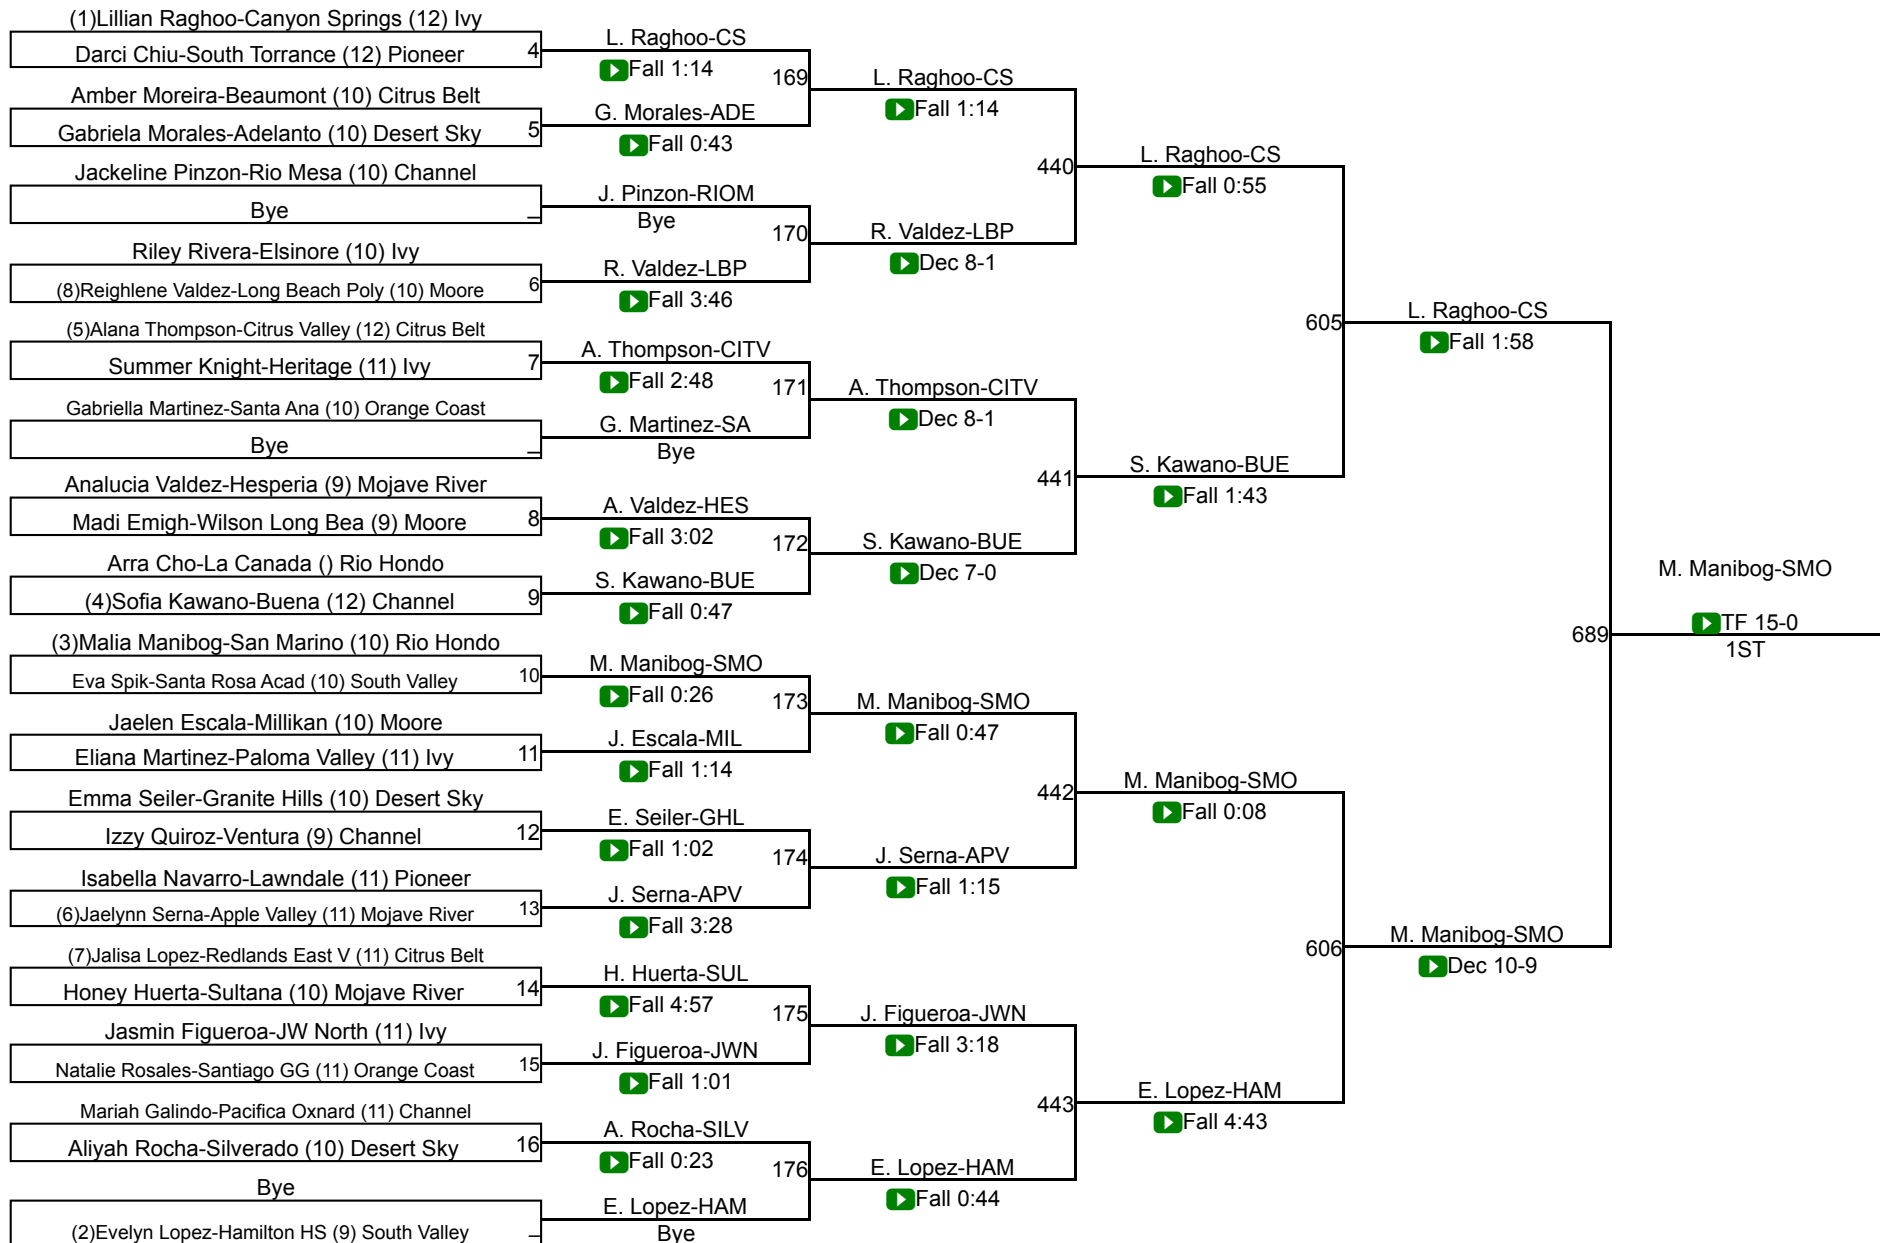 (1)Lillian Raghoo-Canyon Springs (12) Ivy
Darci Chiu-South Torrance (12) Pioneer 4
Amber Moreira-Beaumont (10) Citrus Belt
Gabriela Morales-Adelanto (10) Desert Sky 5
Jackeline Pinzon-Rio Mesa (10) Channel
Bye _
Riley Rivera-Elsinore (10) Ivy
(8)Reighlene Valdez-Long Beach Poly (10) Moore 6
(5)Alana Thompson-Citrus Valley (12) Citrus Belt
Summer Knight-Heritage (11) Ivy 7
Gabriella Martinez-Santa Ana (10) Orange Coast
Bye _
Analucia Valdez-Hesperia (9) Mojave River
Madi Emigh-Wilson Long Bea (9) Moore 8
Arra Cho-La Canada () Rio Hondo
(4)Sofia Kawano-Buena (12) Channel 9
(3)Malia Manibog-San Marino (10) Rio Hondo
Eva Spik-Santa Rosa Acad (10) South Valley 10
Jaelen Escala-Millikan (10) Moore
Eliana Martinez-Paloma Valley (11) Ivy 11
Emma Seiler-Granite Hills (10) Desert Sky
Izzy Quiroz-Ventura (9) Channel 12
Isabella Navarro-Lawndale (11) Pioneer
(6)Jaelynn Serna-Apple Valley (11) Mojave River 13
(7)Jalisa Lopez-Redlands East V (11) Citrus Belt
Honey Huerta-Sultana (10) Mojave River 14
Jasmin Figueroa-JW North (11) Ivy
Natalie Rosales-Santiago GG (11) Orange Coast 15
Mariah Galindo-Pacifica Oxnard (11) Channel
Aliyah Rocha-Silverado (10) Desert Sky 16
Bye
(2)Evelyn Lopez-Hamilton HS (9) South Valley _
L. Raghoo-CS
Fall 1:14
169
G. Morales-ADE
Fall 0:43
J. Pinzon-RIOM
Bye
170
R. Valdez-LBP
Fall 3:46
A. Thompson-CITV
Fall 2:48
171
G. Martinez-SA
Bye
A. Valdez-HES
Fall 3:02
172
S. Kawano-BUE
Fall 0:47
M. Manibog-SMO
Fall 0:26
173
J. Escala-MIL
Fall 1:14
E. Seiler-GHL
Fall 1:02
174
J. Serna-APV
Fall 3:28
H. Huerta-SUL
Fall 4:57
175
J. Figueroa-JWN
Fall 1:01
A. Rocha-SILV
Fall 0:23
176
E. Lopez-HAM
Bye
L. Raghoo-CS
Fall 1:14
440
R. Valdez-LBP
Dec 8-1
A. Thompson-CITV
Dec 8-1
441
S. Kawano-BUE
Dec 7-0
M. Manibog-SMO
Fall 0:47
442
J. Serna-APV
Fall 1:15
J. Figueroa-JWN
Fall 3:18
443
E. Lopez-HAM
Fall 0:44
L. Raghoo-CS
Fall 0:55
605
S. Kawano-BUE
Fall 1:43
M. Manibog-SMO
Fall 0:08
606
E. Lopez-HAM
Fall 4:43
L. Raghoo-CS
Fall 1:58
689
M. Manibog-SMO
Dec 10-9
M. Manibog-SMO
TF 15-0
1ST